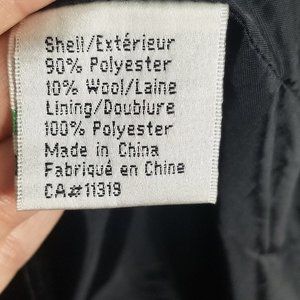 Shell/Extérieur
90% Polyester
10% Wool/Laine
Lining/Doublure
100% Polyester
Made in China
Fabriqué en Chine
CA#11319